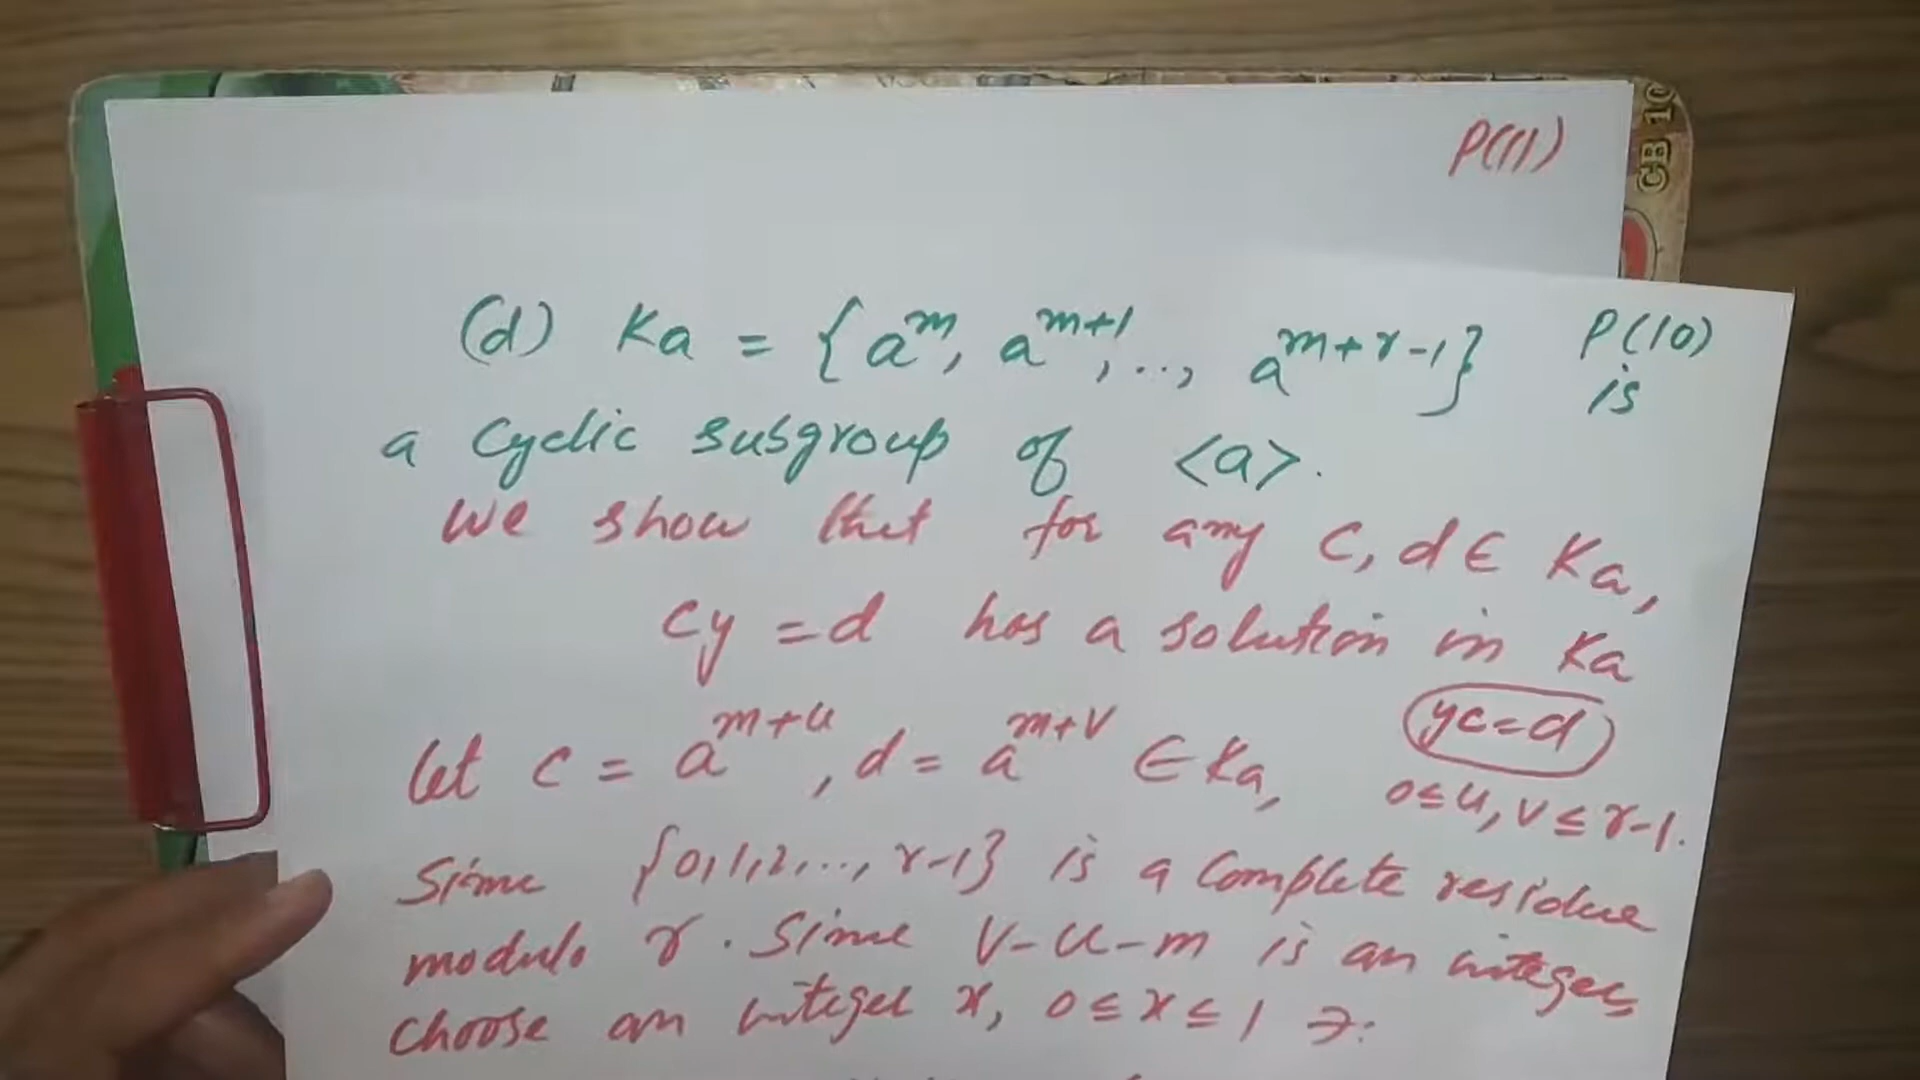 P(11)
CB 10
P(10)
(d) Ka = {a^m, a^{m+1}, .., a^{m+r-1}} is
a cyclic subgroup of <a>.
We show that for any c, d ∈ Ka,
cy = d has a solution in Ka
yc = d
Let c = a^{m+u}, d = a^{m+v} ∈ Ka, 0 ≤ u, v ≤ r-1.
Since {0,1,2,.., r-1} is a complete residue
modulo r. Since v-u-m is an integer,
choose an integer x, 0 ≤ x ≤ 1 ∋: